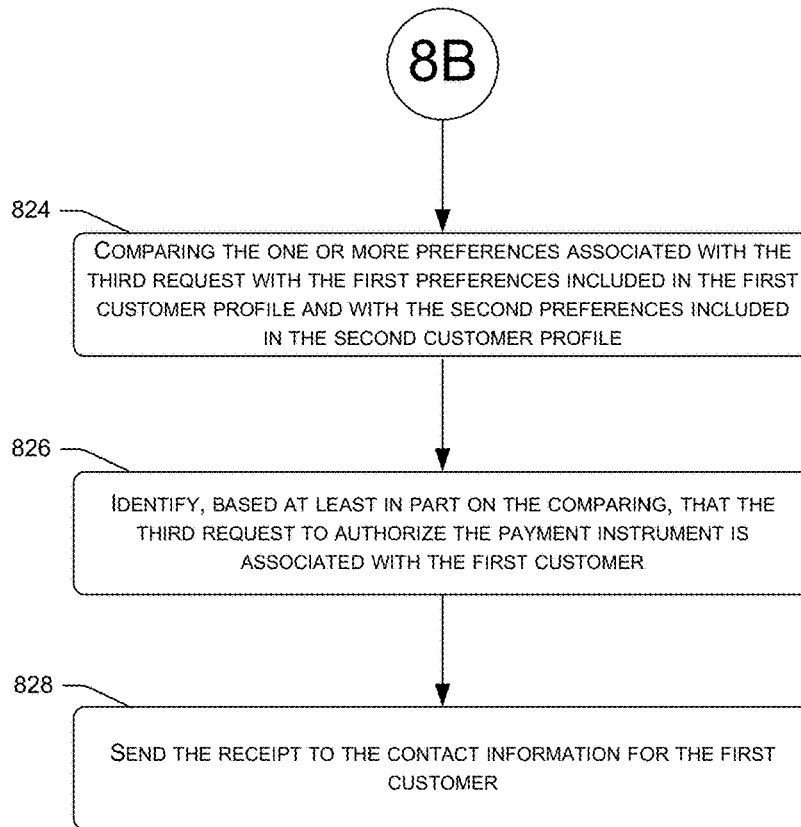 8B
824
COMPARING THE ONE OR MORE PREFERENCES ASSOCIATED WITH THE
THIRD REQUEST WITH THE FIRST PREFERENCES INCLUDED IN THE FIRST
CUSTOMER PROFILE AND WITH THE SECOND PREFERENCES INCLUDED
IN THE SECOND CUSTOMER PROFILE
826
IDENTIFY, BASED AT LEAST IN PART ON THE COMPARING, THAT THE
THIRD REQUEST TO AUTHORIZE THE PAYMENT INSTRUMENT IS
ASSOCIATED WITH THE FIRST CUSTOMER
828
SEND THE RECEIPT TO THE CONTACT INFORMATION FOR THE FIRST
CUSTOMER